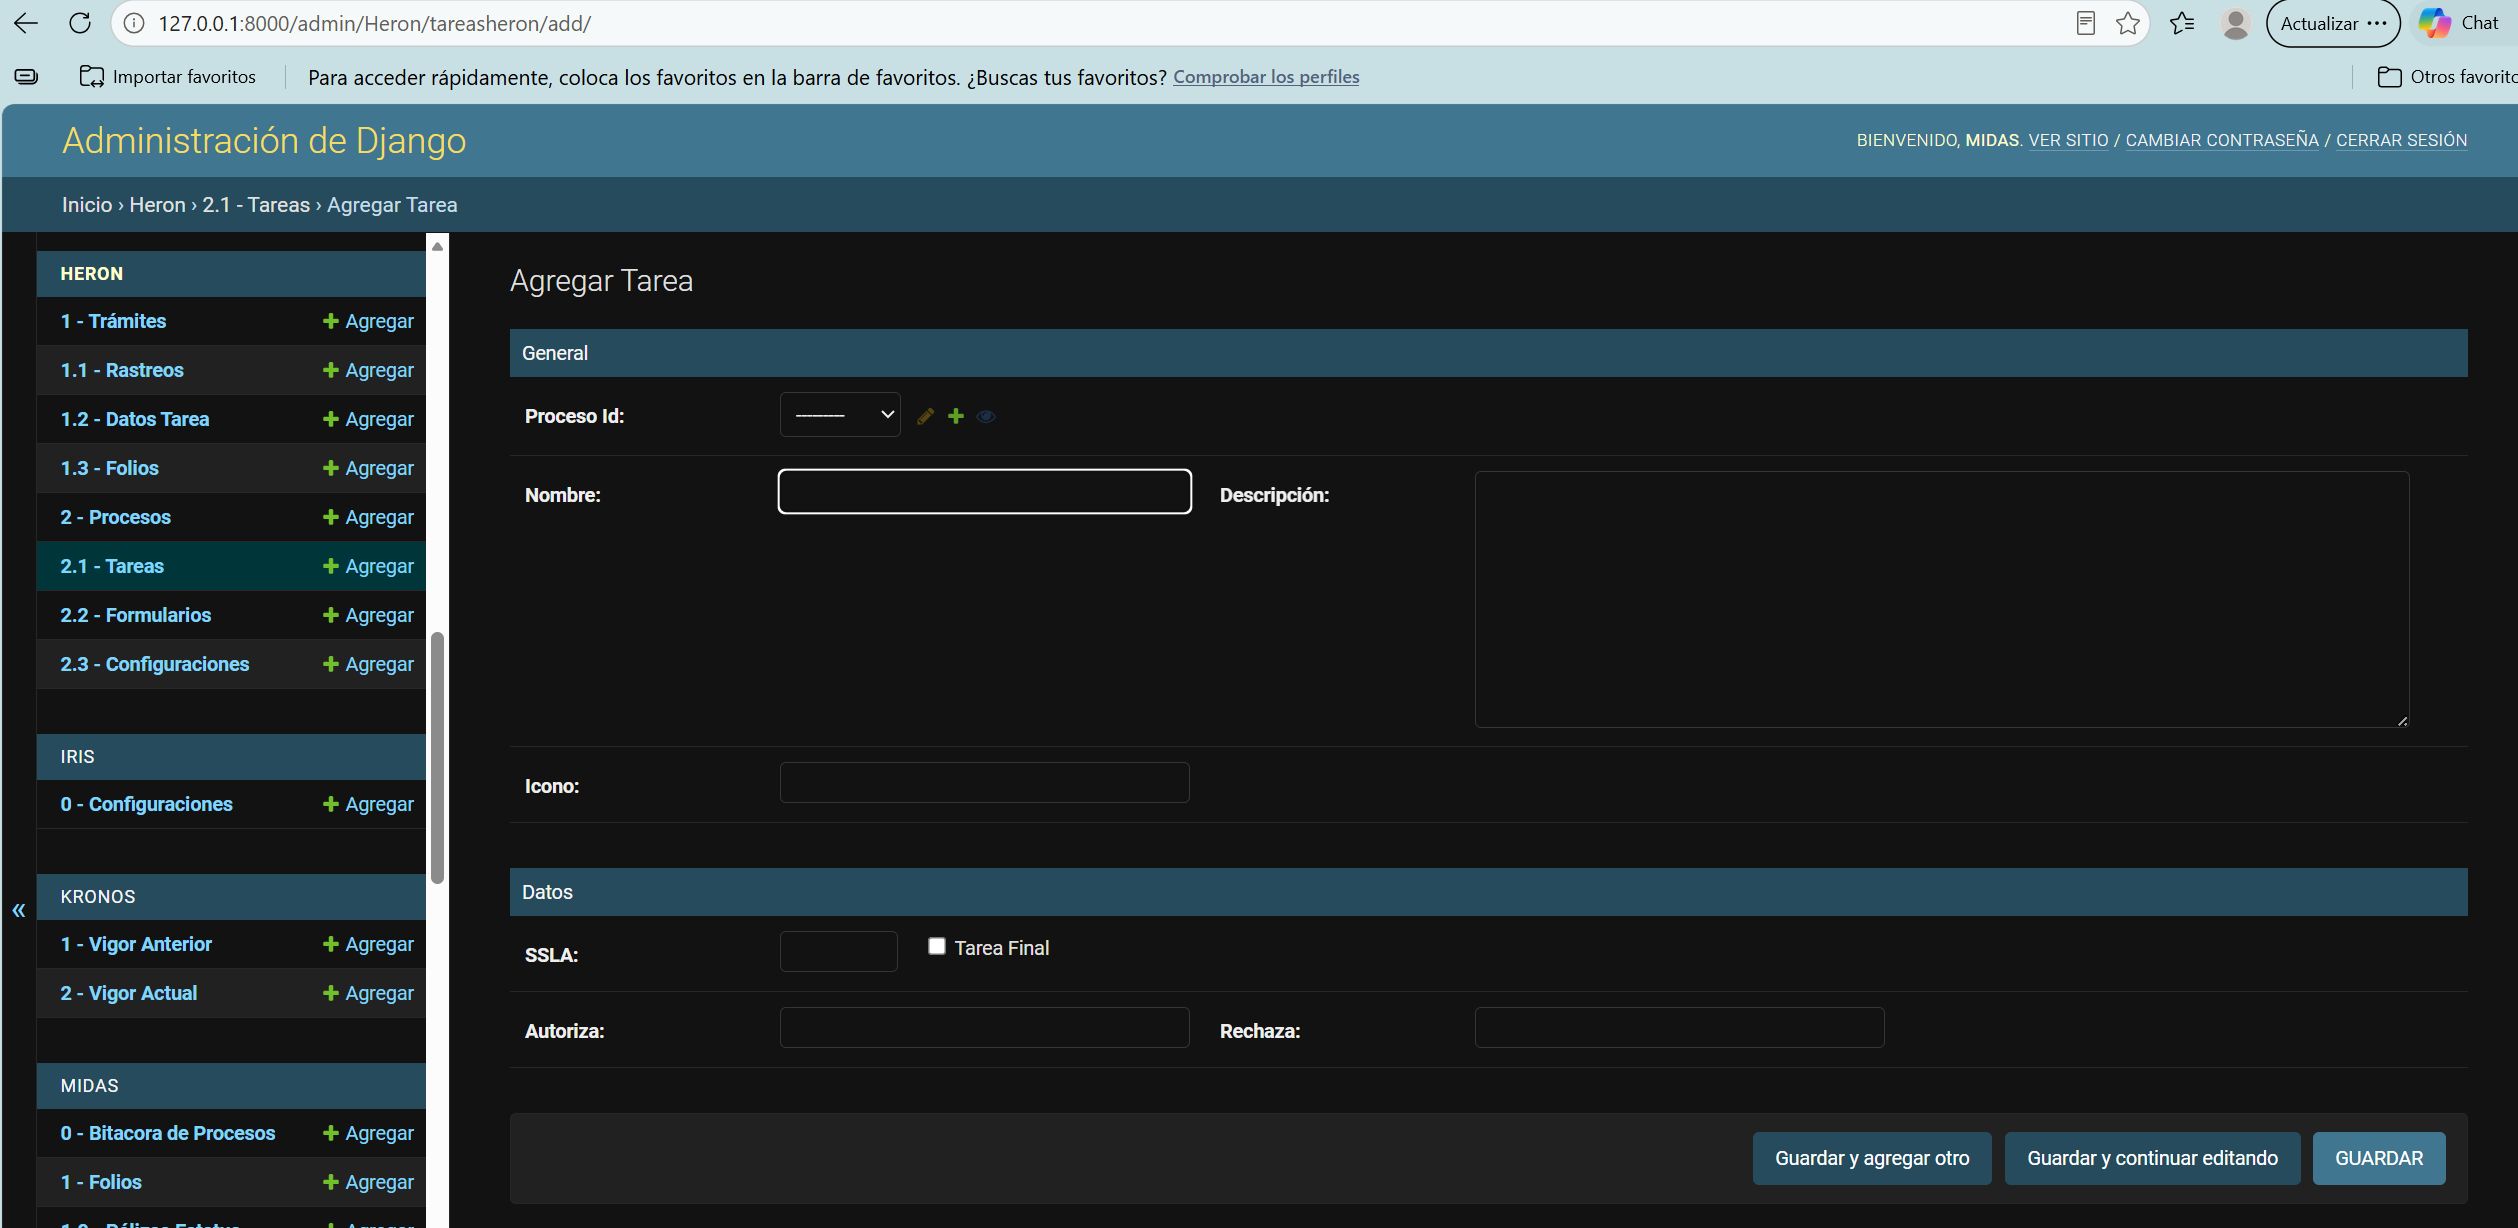 127.0.0.1:8000/admin/Heron/tareasheron/add/
Actualizar
Chat
Importar favoritos
Para acceder rápidamente, coloca los favoritos en la barra de favoritos. ¿Buscas tus favoritos? Comprobar los perfiles
Otros favorito
Administración de Django
BIENVENIDO, MIDAS. VER SITIO / CAMBIAR CONTRASEÑA / CERRAR SESIÓN
Inicio › Heron › 2.1 - Tareas › Agregar Tarea
HERON
1 - Trámites Agregar
1.1 - Rastreos Agregar
1.2 - Datos Tarea Agregar
1.3 - Folios Agregar
2 - Procesos Agregar
2.1 - Tareas Agregar
2.2 - Formularios Agregar
2.3 - Configuraciones Agregar
IRIS
0 - Configuraciones Agregar
KRONOS
1 - Vigor Anterior Agregar
2 - Vigor Actual Agregar
MIDAS
0 - Bitacora de Procesos Agregar
1 - Folios Agregar
«
Agregar Tarea
General
Proceso Id: ---------
Nombre:
Descripción:
Icono:
Datos
SSLA:
Tarea Final
Autoriza:
Rechaza:
Guardar y agregar otro
Guardar y continuar editando
GUARDAR